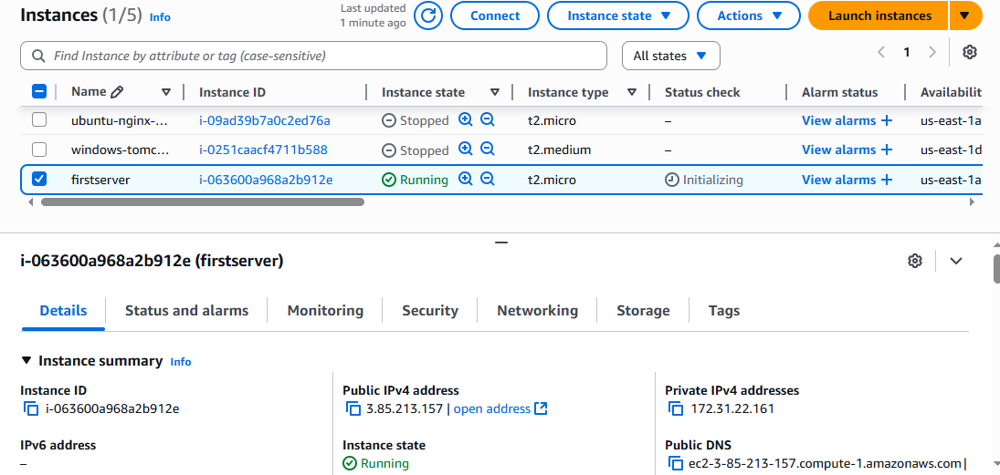 Instances (1/5) Info
Last updated
1 minute ago
Connect
Instance state
Actions
Launch instances
Find Instance by attribute or tag (case-sensitive)
All states
1
Name Instance ID Instance state Instance type Status check Alarm status Availabilit
ubuntu-nginx-... i-09ad39b7a0c2ed76a Stopped t2.micro – View alarms + us-east-1a
windows-tomc... i-0251caacf4711b588 Stopped t2.medium – View alarms + us-east-1d
firstserver i-063600a968a2b912e Running t2.micro Initializing View alarms + us-east-1a
i-063600a968a2b912e (firstserver)
Details Status and alarms Monitoring Security Networking Storage Tags
Instance summary Info
Instance ID
i-063600a968a2b912e
Public IPv4 address
3.85.213.157 | open address
Private IPv4 addresses
172.31.22.161
IPv6 address
–
Instance state
Running
Public DNS
ec2-3-85-213-157.compute-1.amazonaws.com |